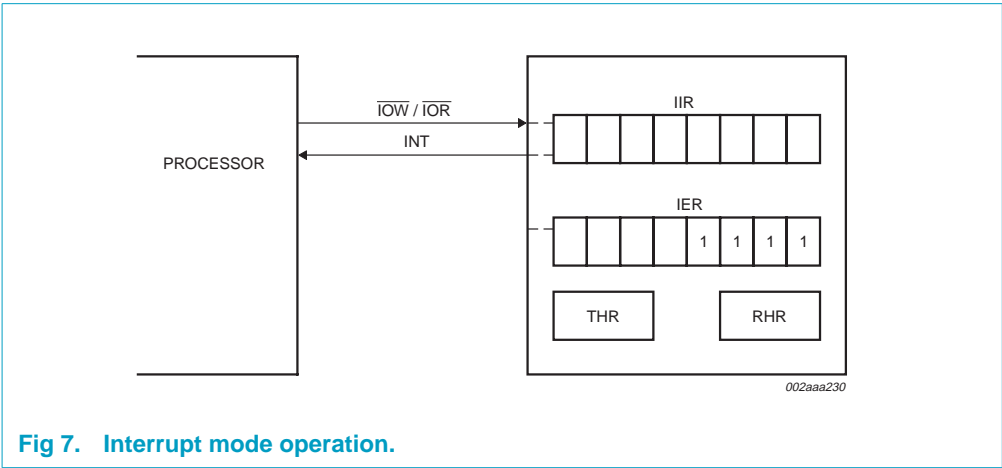 IOW / IOR
IIR
INT
PROCESSOR
IER
1 1 1 1
THR
RHR
002aaa230
Fig 7. Interrupt mode operation.